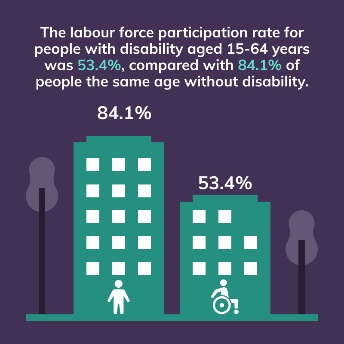 The labour force participation rate for
people with disability aged 15-64 years
was 53.4%, compared with 84.1% of
people the same age without disability.
84.1%
53.4%